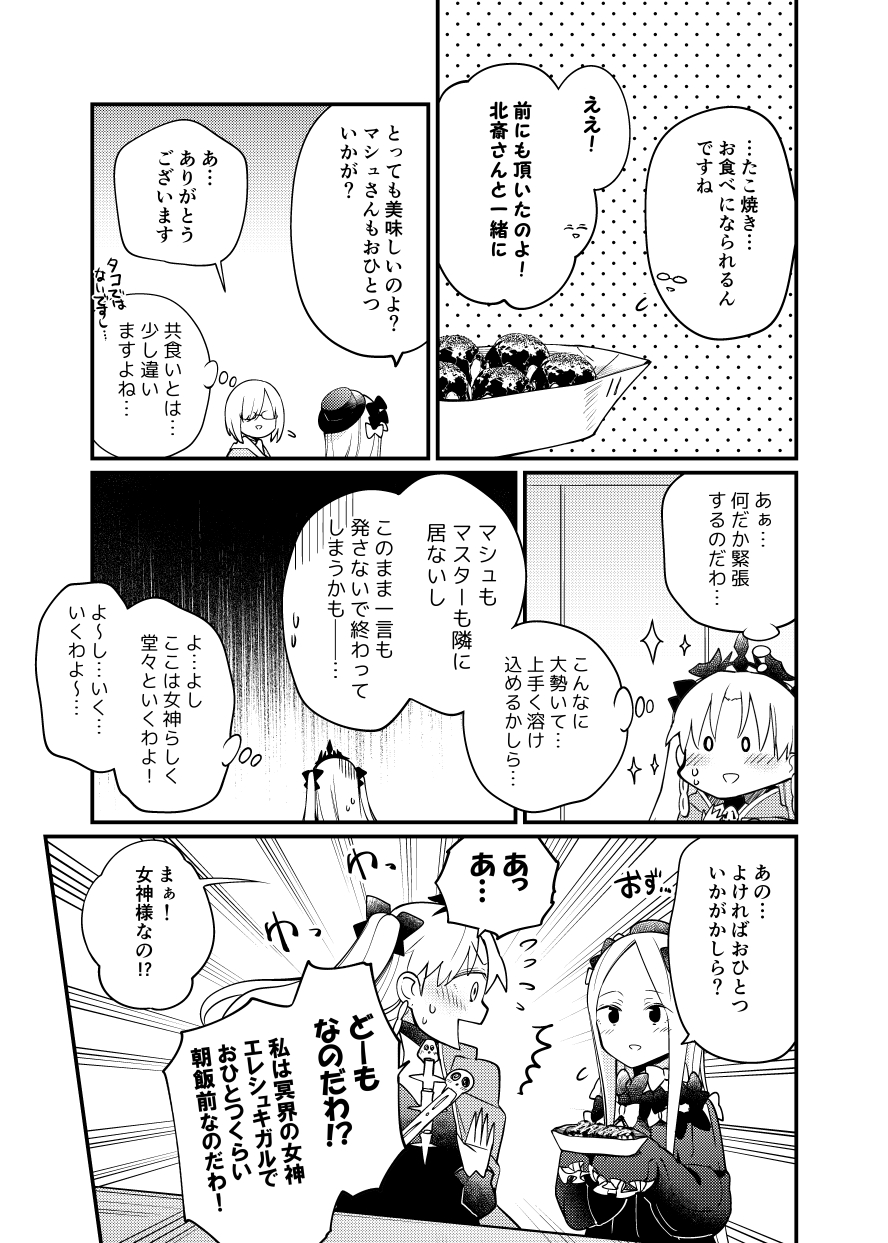 …たこ焼き…
お食べになられるん
ですね
ええ！
前にも頂いたのよ！
北斎さんと一緒に
とっても美味しいのよ？
マシュさんもおひとつ
いかが？
あ…
ありがとう
ございます
共食いとは…
少し違い
ますよね…
タコでは
ないですし…
あぁ…
何だか緊張
するのだわ…
こんなに
大勢いて…
上手く溶け
込めるかしら…
マシュも
マスターも隣に
居ないし
このまま一言も
発さないで終わって
しまうかも──…
よ…よし
ここは女神らしく
堂々といくわよ！
よ～し…いく…
いくわよ～…
あの…
よければおひとつ
いかがかしら？
おず…
あっ
あ…
わっ
わっ
どーも
なのだわ!?
私は冥界の女神
エレシュキガルで
おひとつくらい
朝飯前なのだわ！
まぁ！
女神様なの!?